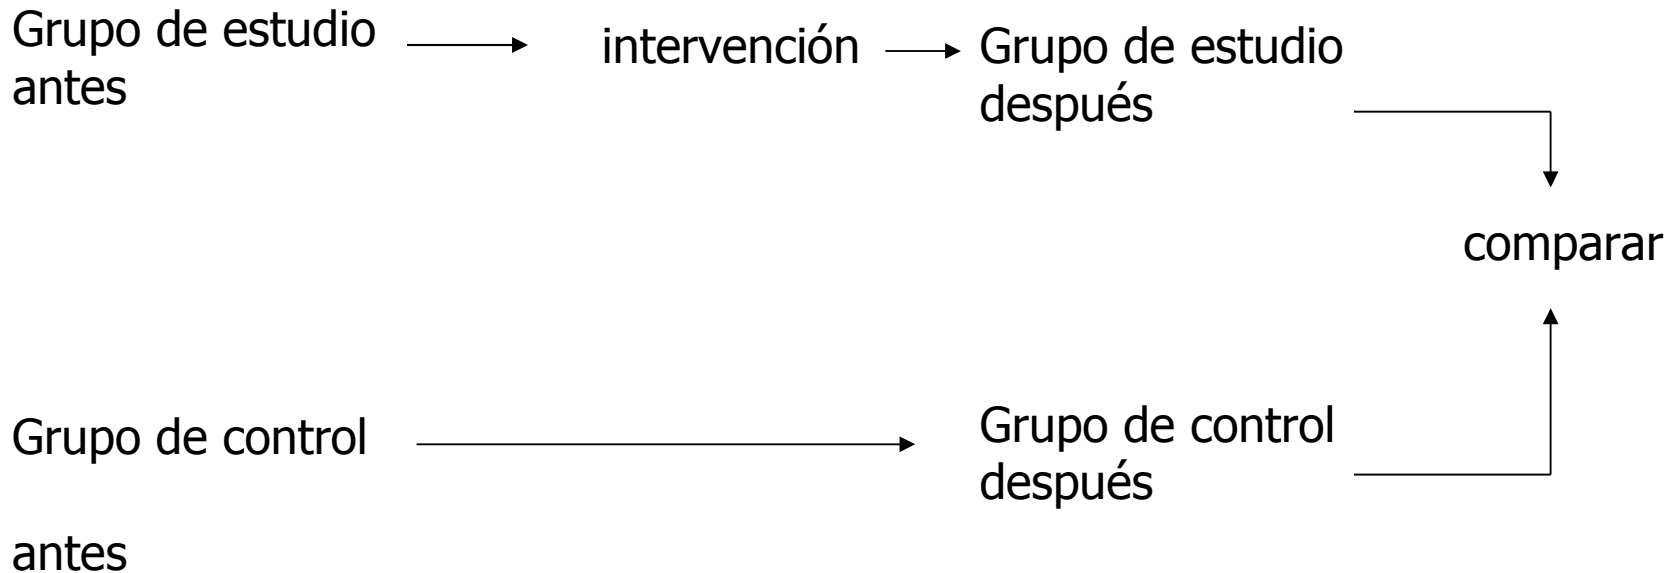 Grupo de estudio
antes
intervención
Grupo de estudio
después
comparar
Grupo de control
antes
Grupo de control
después